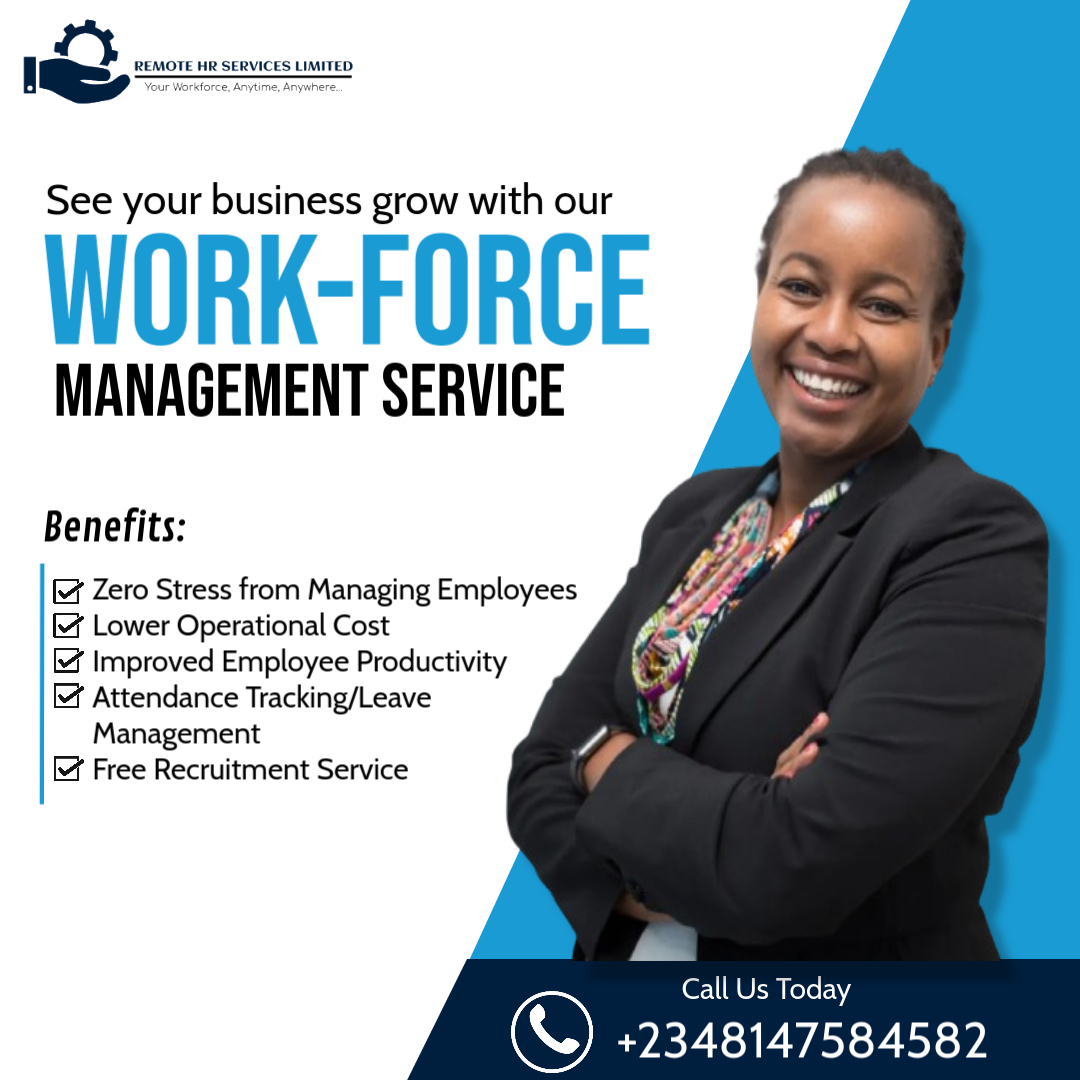 REMOTE HR SERVICES LIMITED
Your Workforce, Anytime, Anywhere...
See your business grow with our
WORK-FORCE
MANAGEMENT SERVICE
Benefits:
Zero Stress from Managing Employees
Lower Operational Cost
Improved Employee Productivity
Attendance Tracking/Leave
Management
Free Recruitment Service
Call Us Today
+2348147584582